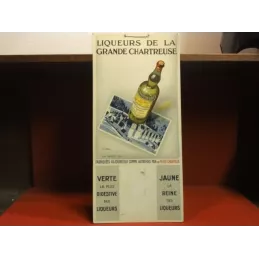 LIQUEURS DE LA
GRANDE CHARTREUSE
VERTE
LA PLUS
DIGESTIVE
DES
LIQUEURS
JAUNE
LA
REINE
DES
LIQUEURS